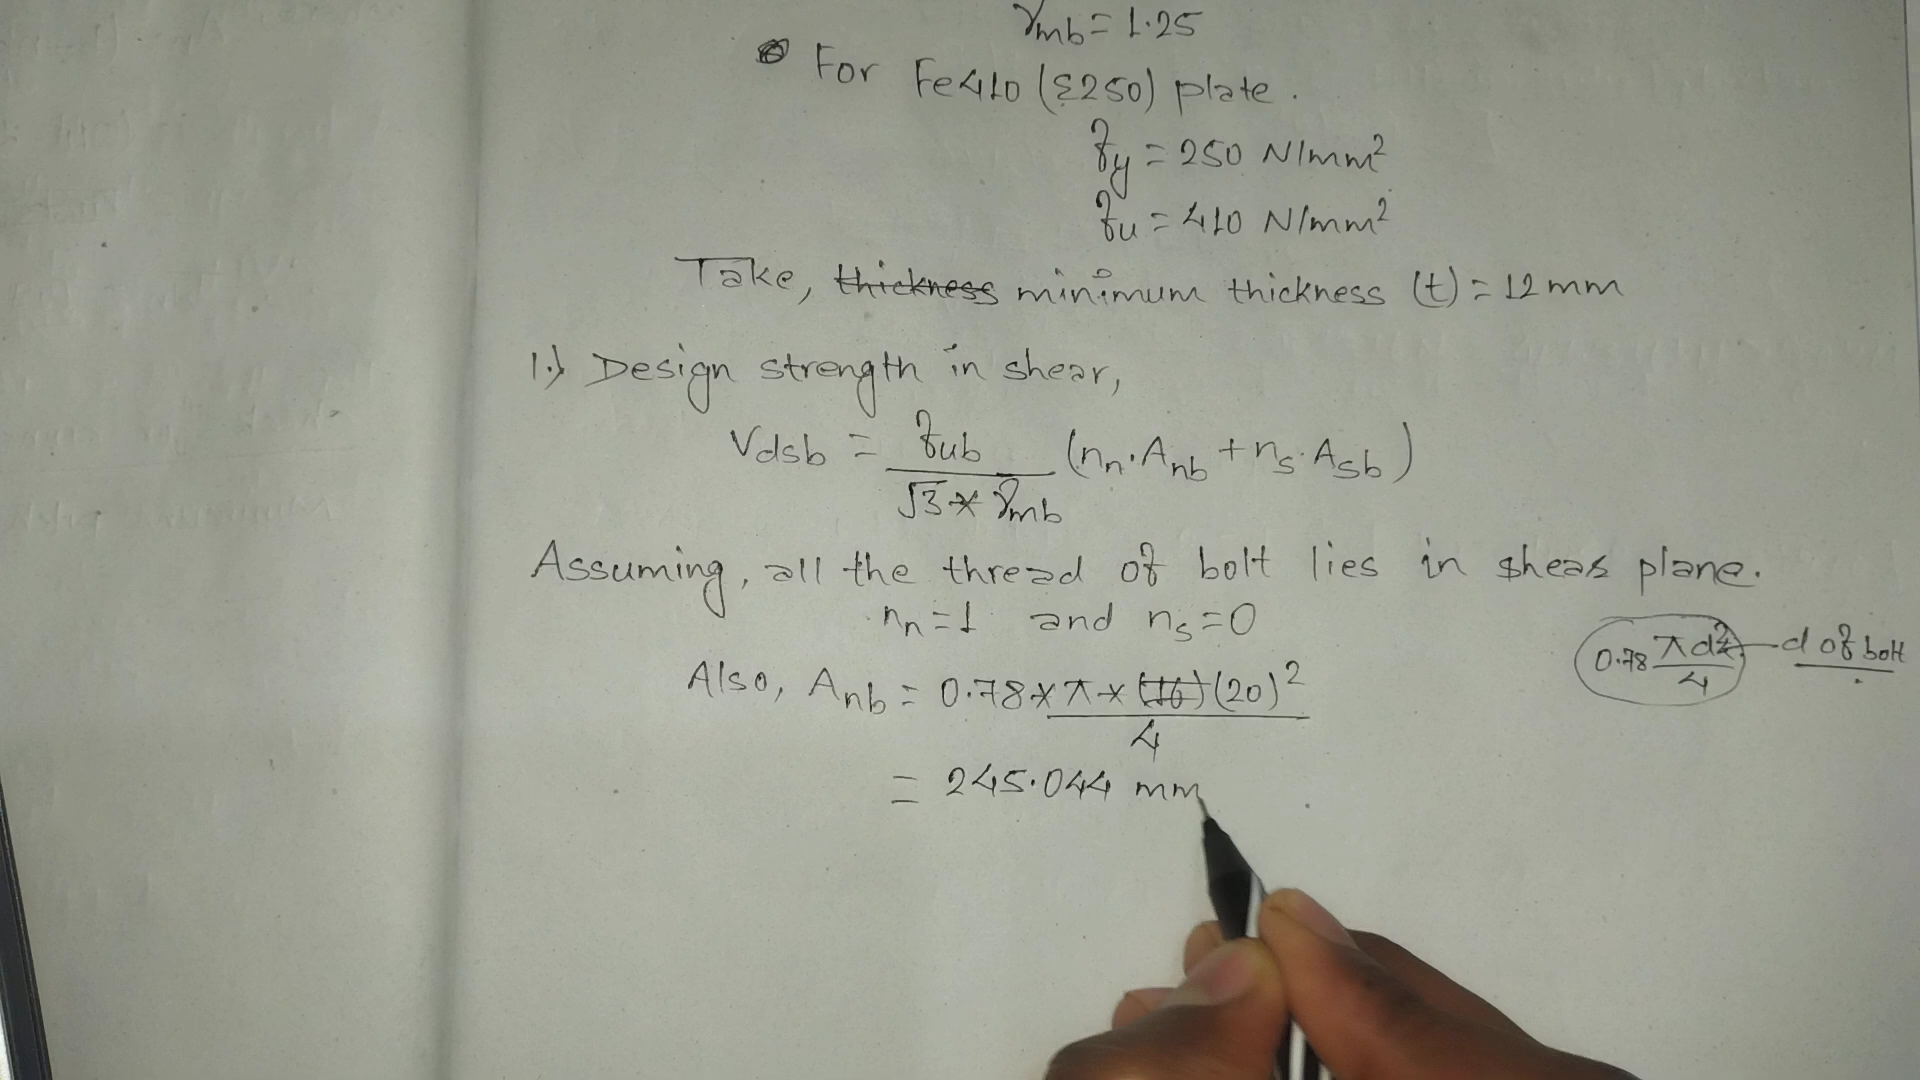 γmb = 1.25
For Fe410 (E250) plate.
fy = 250 N/mm²
fu = 410 N/mm²
Take, thickness minimum thickness (t) = 12 mm
1.) Design strength in shear,
Vdsb = fub (nn. Anb + ns. Asb)
√3 * γmb
Assuming, all the thread of bolt lies in shear plane.
nn = 1 and ns = 0
0.78 πd² d of bolt
4
Also, Anb = 0.78 * π * (16) (20)²
4
= 245.044 mm